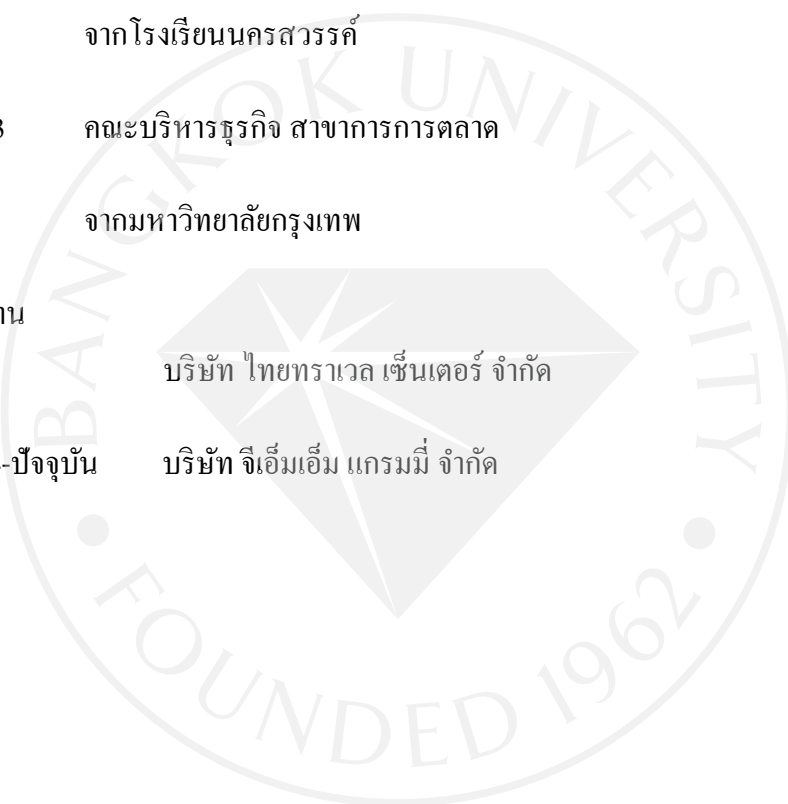 จากโรงเรียนนครสวรรค์
3 คณะบริหารธุรกิจ สาขาการการตลาด
จากมหาวิทยาลัยกรุงเทพ
าน
บริษัท ไทยทราเวล เซ็นเตอร์ จำกัด
-ปัจจุบัน บริษัท จีเอ็มเอ็ม แกรมมี่ จำกัด
BANGKOK UNIVERSITY
FOUNDED 1962